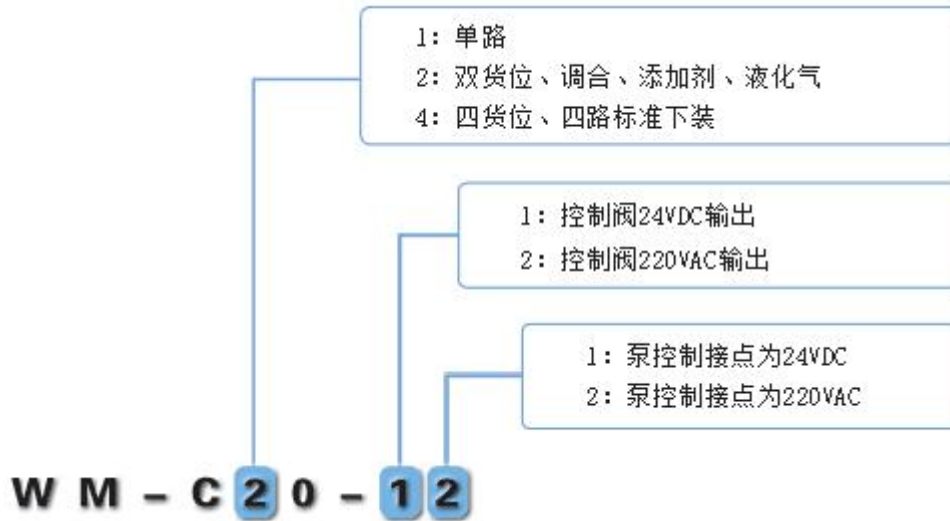 1: 单路
2: 双货位、调合、添加剂、液化气
4: 四货位、四路标准下装
1: 控制阀24VDC输出
2: 控制阀220VAC输出
1: 泵控制接点为24VDC
2: 泵控制接点为220VAC
WM-C20-12